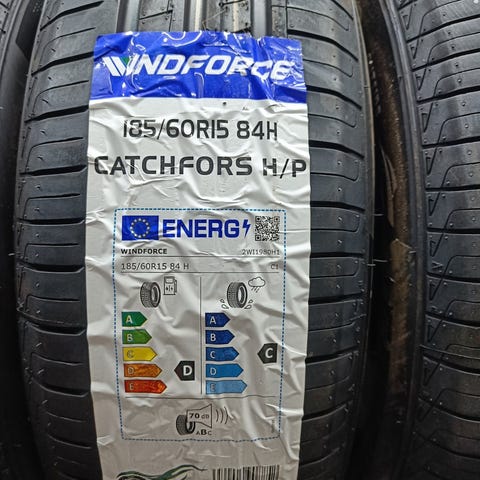 WINDFORCE
185/60R15 84H
CATCHFORS H/P
ENERG
WINDFORCE 2WI1980H1
185/60R15 84 H C1
A A
B B
C C C
D D D
E E
70 dB
ABC